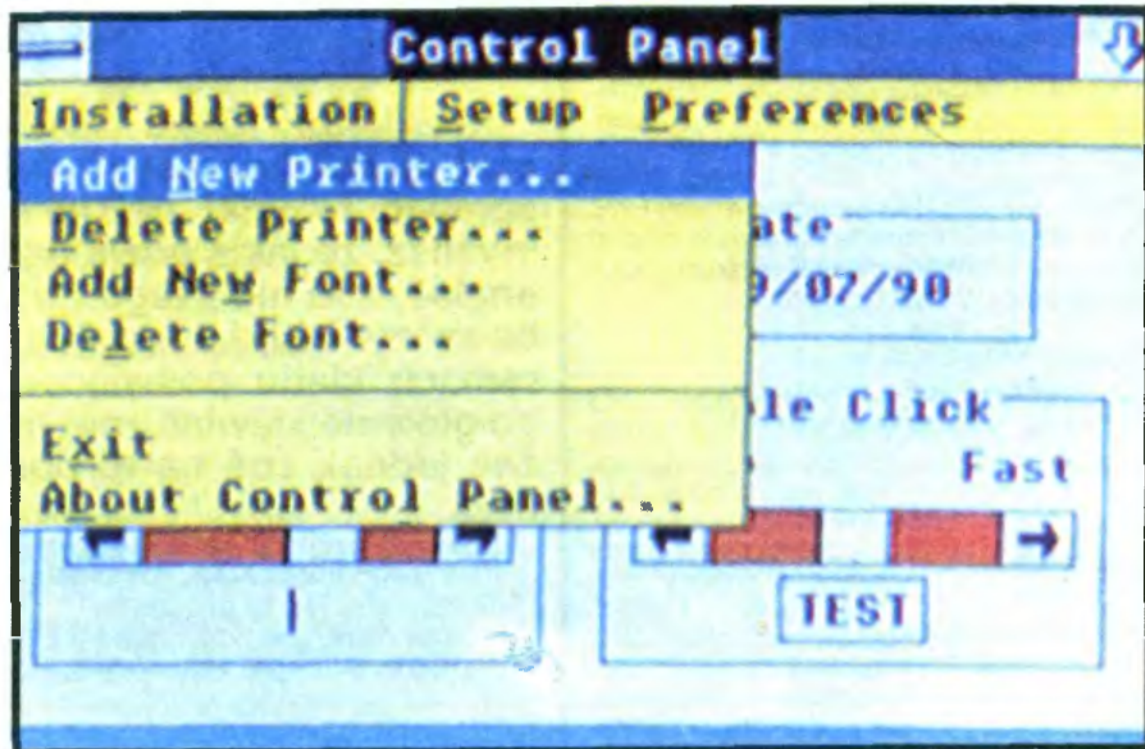 Control Panel
Installation Setup Preferences
Add New Printer...
Delete Printer...
Add New Font...
Delete Font...
Exit
About Control Panel...
ate
9/07/90
le Click
Fast
TEST